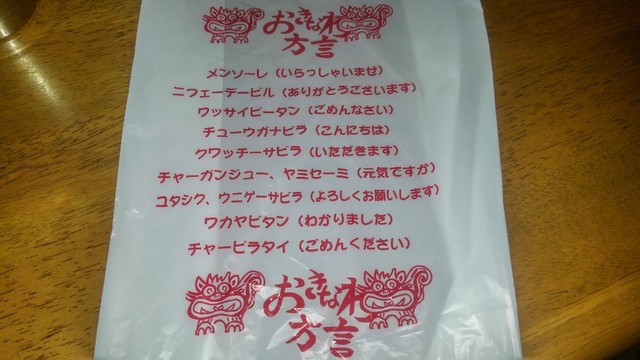 おきなわ
方言
メンソーレ（いらっしゃいませ）
ニフェーデービル（ありがとうございます）
ワッサイビータン（ごめんなさい）
チューウガナビラ（こんにちは）
クワッチーサビラ（いただきます）
チャーガンジュー、ヤミセーミ（元気ですか）
ユタシク、ウニゲーサビラ（よろしくお願いします）
ワカヤビタン（わかりました）
チャービラタイ（ごめんください）
おきなわ
方言